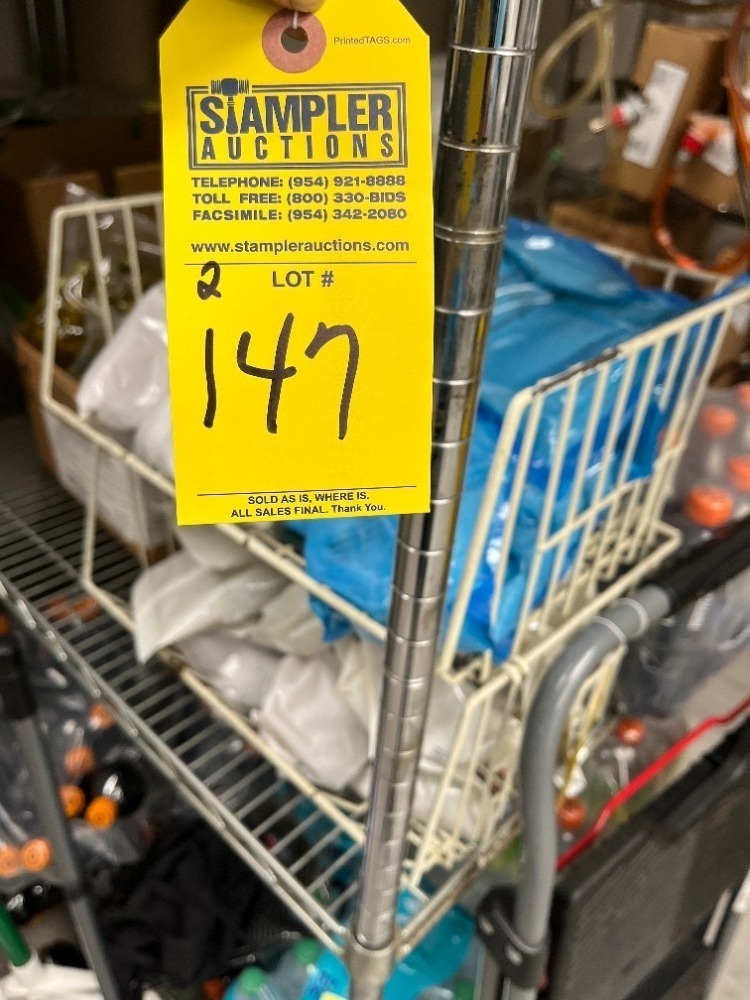 PrintedTAGS.com
STAMPLER
AUCTIONS
TELEPHONE: (954) 921-8888
TOLL FREE: (800) 330-BIDS
FACSIMILE: (954) 342-2080
www.stamplerauctions.com
2 LOT #
147
SOLD AS IS, WHERE IS.
ALL SALES FINAL. Thank You.